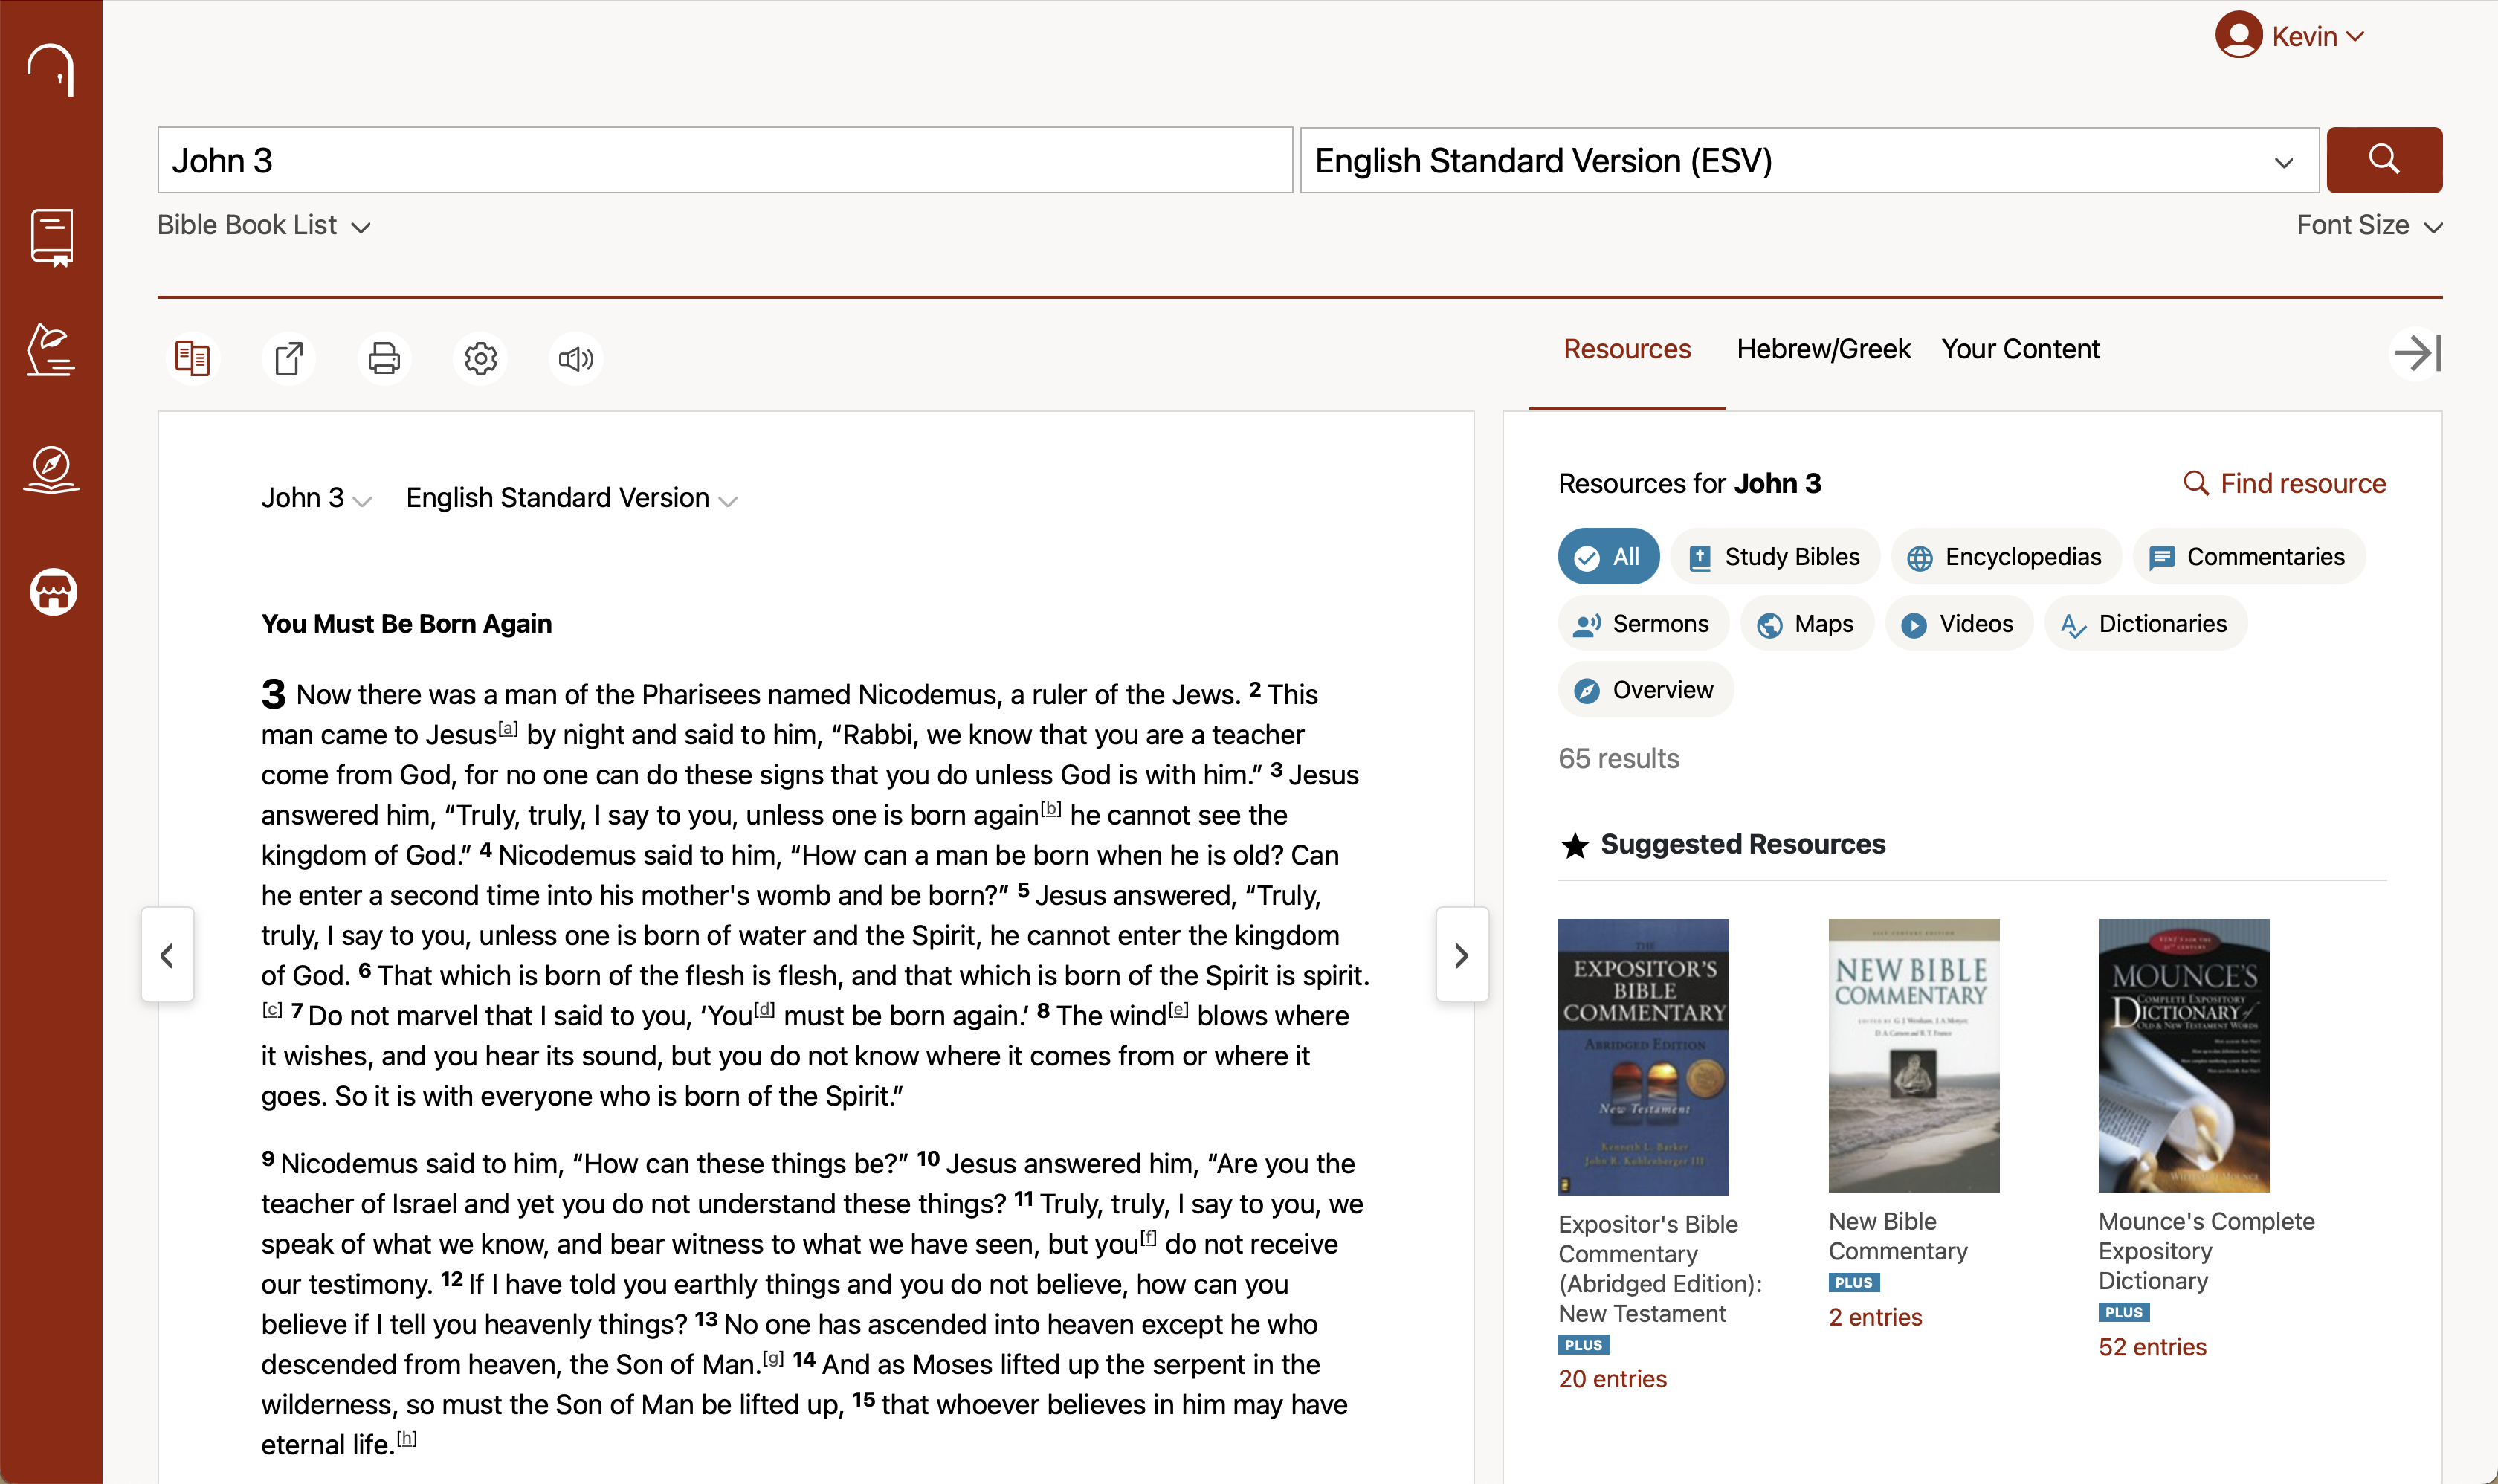 Kevin
John 3
English Standard Version (ESV)
Bible Book List
Font Size
Resources
Hebrew/Greek
Your Content
John 3
English Standard Version
You Must Be Born Again
3 Now there was a man of the Pharisees named Nicodemus, a ruler of the Jews. 2 This
man came to Jesus[a] by night and said to him, “Rabbi, we know that you are a teacher
come from God, for no one can do these signs that you do unless God is with him.” 3 Jesus
answered him, “Truly, truly, I say to you, unless one is born again[b] he cannot see the
kingdom of God.” 4 Nicodemus said to him, “How can a man be born when he is old? Can
he enter a second time into his mother's womb and be born?” 5 Jesus answered, “Truly,
truly, I say to you, unless one is born of water and the Spirit, he cannot enter the kingdom
of God. 6 That which is born of the flesh is flesh, and that which is born of the Spirit is spirit.
[c] 7 Do not marvel that I said to you, ‘You[d] must be born again.’ 8 The wind[e] blows where
it wishes, and you hear its sound, but you do not know where it comes from or where it
goes. So it is with everyone who is born of the Spirit.”
9 Nicodemus said to him, “How can these things be?” 10 Jesus answered him, “Are you the
teacher of Israel and yet you do not understand these things? 11 Truly, truly, I say to you, we
speak of what we know, and bear witness to what we have seen, but you[f] do not receive
our testimony. 12 If I have told you earthly things and you do not believe, how can you
believe if I tell you heavenly things? 13 No one has ascended into heaven except he who
descended from heaven, the Son of Man.[g] 14 And as Moses lifted up the serpent in the
wilderness, so must the Son of Man be lifted up, 15 that whoever believes in him may have
eternal life.[h]
Resources for John 3
Find resource
All
Study Bibles
Encyclopedias
Commentaries
Sermons
Maps
Videos
Dictionaries
Overview
65 results
Suggested Resources
THE
EXPOSITOR'S
BIBLE
COMMENTARY
ABRIDGED EDITION
New Testament
Kenneth L. Barker
John R. Kohlenberger III
Expositor's Bible
Commentary
(Abridged Edition):
New Testament
PLUS
20 entries
21ST CENTURY EDITION
NEW BIBLE
COMMENTARY
EDITED BY G. J. Wenham, J. A. Motyer,
D. A. Carson and R. T. France
New Bible
Commentary
PLUS
2 entries
MOUNCE'S
COMPLETE EXPOSITORY
DICTIONARY of
OLD & NEW TESTAMENT WORDS
Mounce's Complete
Expository
Dictionary
PLUS
52 entries